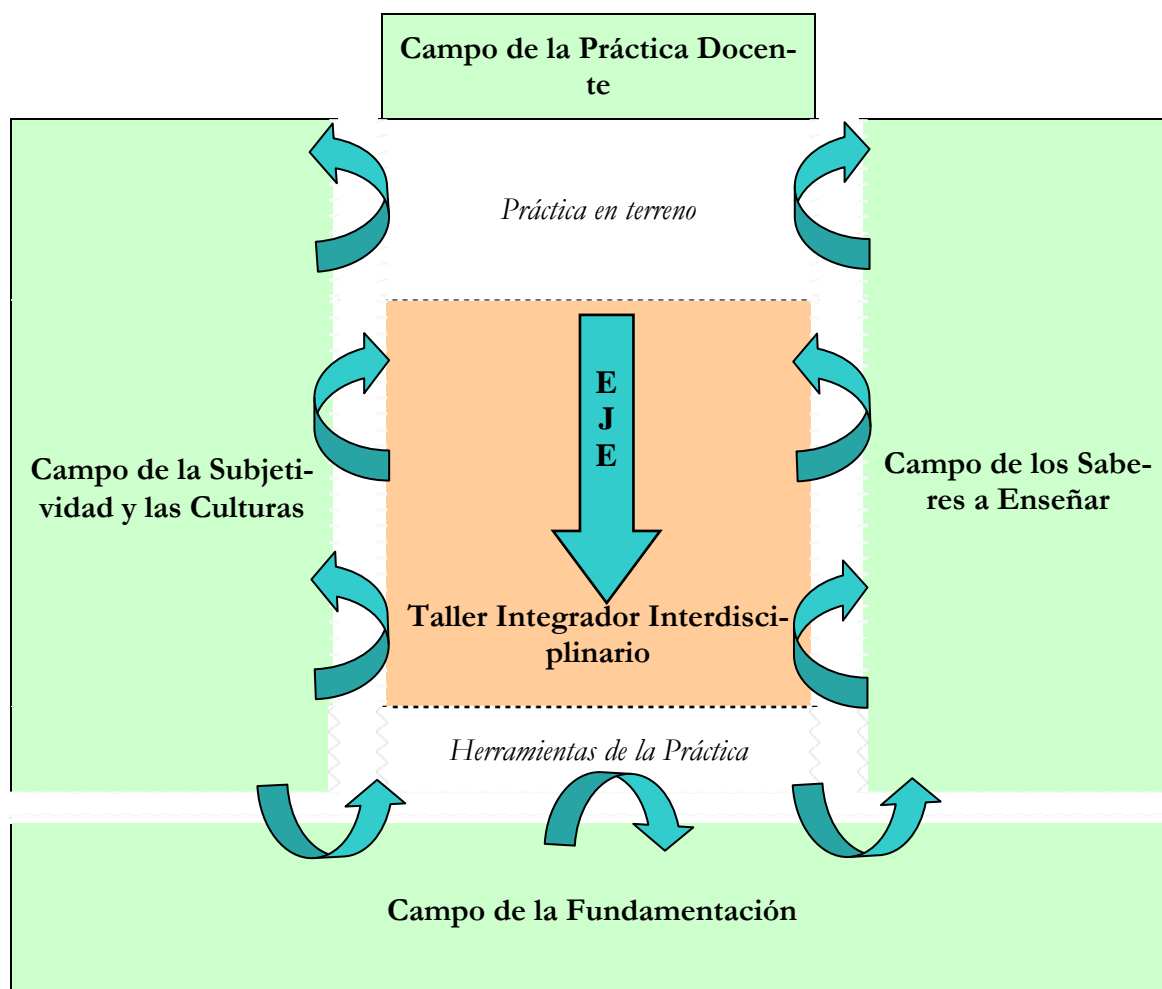 Campo de la Práctica Docen-
te
Práctica en terreno
E
J
E
Campo de la Subjeti-
vidad y las Culturas
Campo de los Sabe-
res a Enseñar
Taller Integrador Interdisci-
plinario
Herramientas de la Práctica
Campo de la Fundamentación